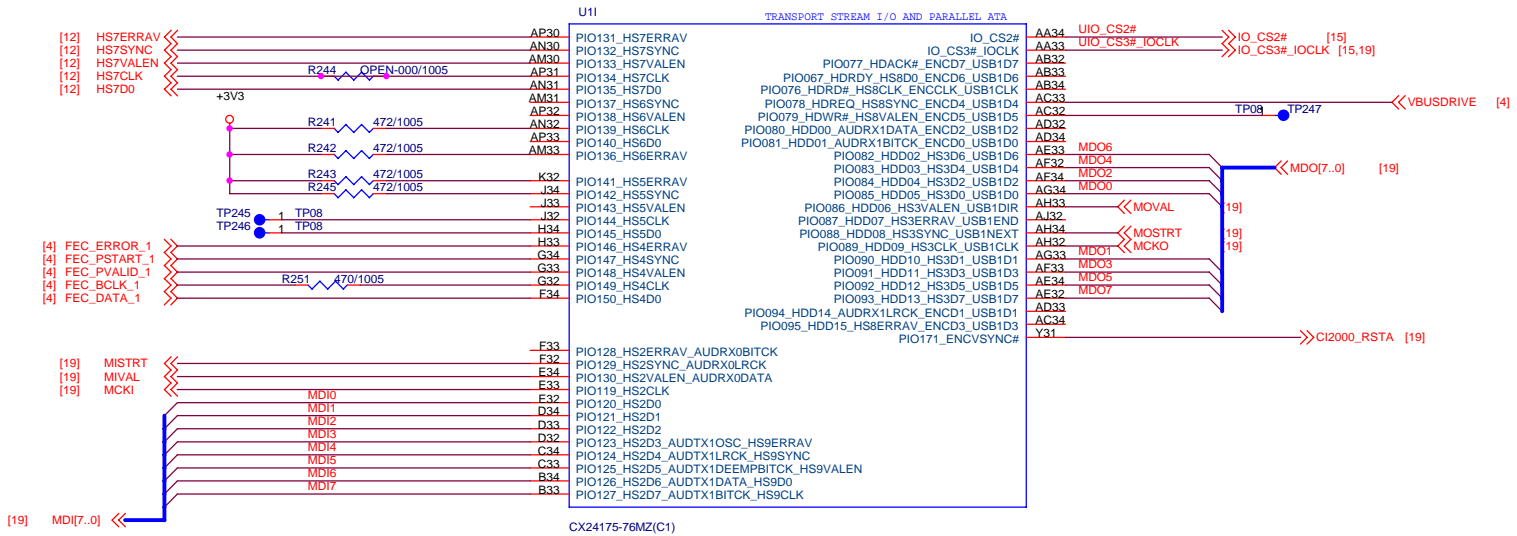 U1I
TRANSPORT STREAM I/O AND PARALLEL ATA
[12] HS7ERRAV AP30 PIO131_HS7ERRAV
[12] HS7SYNC AN30 PIO132_HS7SYNC
[12] HS7VALEN AM30 PIO133_HS7VALEN
[12] HS7CLK R244 OPEN-000/1005 AP31 PIO134_HS7CLK
[12] HS7D0 AN31 PIO135_HS7D0
+3V3
AM31 PIO137_HS6SYNC
AP32 PIO138_HS6VALEN
R241 472/1005 AN32 PIO139_HS6CLK
AP33 PIO140_HS6D0
R242 472/1005 AM33 PIO136_HS6ERRAV
R243 472/1005 K32 PIO141_HS5ERRAV
R245 472/1005 J34 PIO142_HS5SYNC
J33 PIO143_HS5VALEN
TP245 1 TP08 J32 PIO144_HS5CLK
TP246 1 TP08 H34 PIO145_HS5D0
[4] FEC_ERROR_1 H33 PIO146_HS4ERRAV
[4] FEC_PSTART_1 G34 PIO147_HS4SYNC
[4] FEC_PVALID_1 G33 PIO148_HS4VALEN
[4] FEC_BCLK_1 R251 470/1005 G32 PIO149_HS4CLK
[4] FEC_DATA_1 F34 PIO150_HS4D0
F33 PIO128_HS2ERRAV_AUDRX0BITCK
[19] MISTRT F32 PIO129_HS2SYNC_AUDRX0LRCK
[19] MIVAL E34 PIO130_HS2VALEN_AUDRX0DATA
[19] MCKI E33 PIO119_HS2CLK
MDI0 E32 PIO120_HS2D0
MDI1 D34 PIO121_HS2D1
MDI2 D33 PIO122_HS2D2
MDI3 D32 PIO123_HS2D3_AUDTX1OSC_HS9ERRAV
MDI4 C34 PIO124_HS2D4_AUDTX1LRCK_HS9SYNC
MDI5 C33 PIO125_HS2D5_AUDTX1DEEMPBITCK_HS9VALEN
MDI6 B34 PIO126_HS2D6_AUDTX1DATA_HS9D0
MDI7 B33 PIO127_HS2D7_AUDTX1BITCK_HS9CLK
[19] MDI[7..0]
IO_CS2# AA34 UIO_CS2# IO_CS2# [15]
IO_CS3#_IOCLK AA33 UIO_CS3#_IOCLK IO_CS3#_IOCLK [15,19]
PIO077_HDACK#_ENCD7_USB1D7 AB32
PIO067_HDRDY_HS8D0_ENCD6_USB1D6 AB33
PIO076_HDRD#_HS8CLK_ENCCLK_USB1CLK AB34
PIO078_HDREQ_HS8SYNC_ENCD4_USB1D4 AC33 VBUSDRIVE [4]
PIO079_HDWR#_HS8VALEN_ENCD5_USB1D5 AC32 TP08 1 TP247
PIO080_HDD00_AUDRX1DATA_ENCD2_USB1D2 AD32
PIO081_HDD01_AUDRX1BITCK_ENCD0_USB1D0 AD34
PIO082_HDD02_HS3D6_USB1D6 AE33 MDO6
PIO083_HDD03_HS3D4_USB1D4 AF32 MDO4 MDO[7..0] [19]
PIO084_HDD04_HS3D2_USB1D2 AF34 MDO2
PIO085_HDD05_HS3D0_USB1D0 AG34 MDO0
PIO086_HDD06_HS3VALEN_USB1DIR AH33 MOVAL [19]
PIO087_HDD07_HS3ERRAV_USB1END AJ32
PIO088_HDD08_HS3SYNC_USB1NEXT AH34 MOSTRT [19]
PIO089_HDD09_HS3CLK_USB1CLK AH32 MCKO [19]
PIO090_HDD10_HS3D1_USB1D1 AG33 MDO1
PIO091_HDD11_HS3D3_USB1D3 AF33 MDO3
PIO092_HDD12_HS3D5_USB1D5 AE34 MDO5
PIO093_HDD13_HS3D7_USB1D7 AE32 MDO7
PIO094_HDD14_AUDRX1LRCK_ENCD1_USB1D1 AD33
PIO095_HDD15_HS8ERRAV_ENCD3_USB1D3 AC34
PIO171_ENCVSYNC# Y31 CI2000_RSTA [19]
CX24175-76MZ(C1)